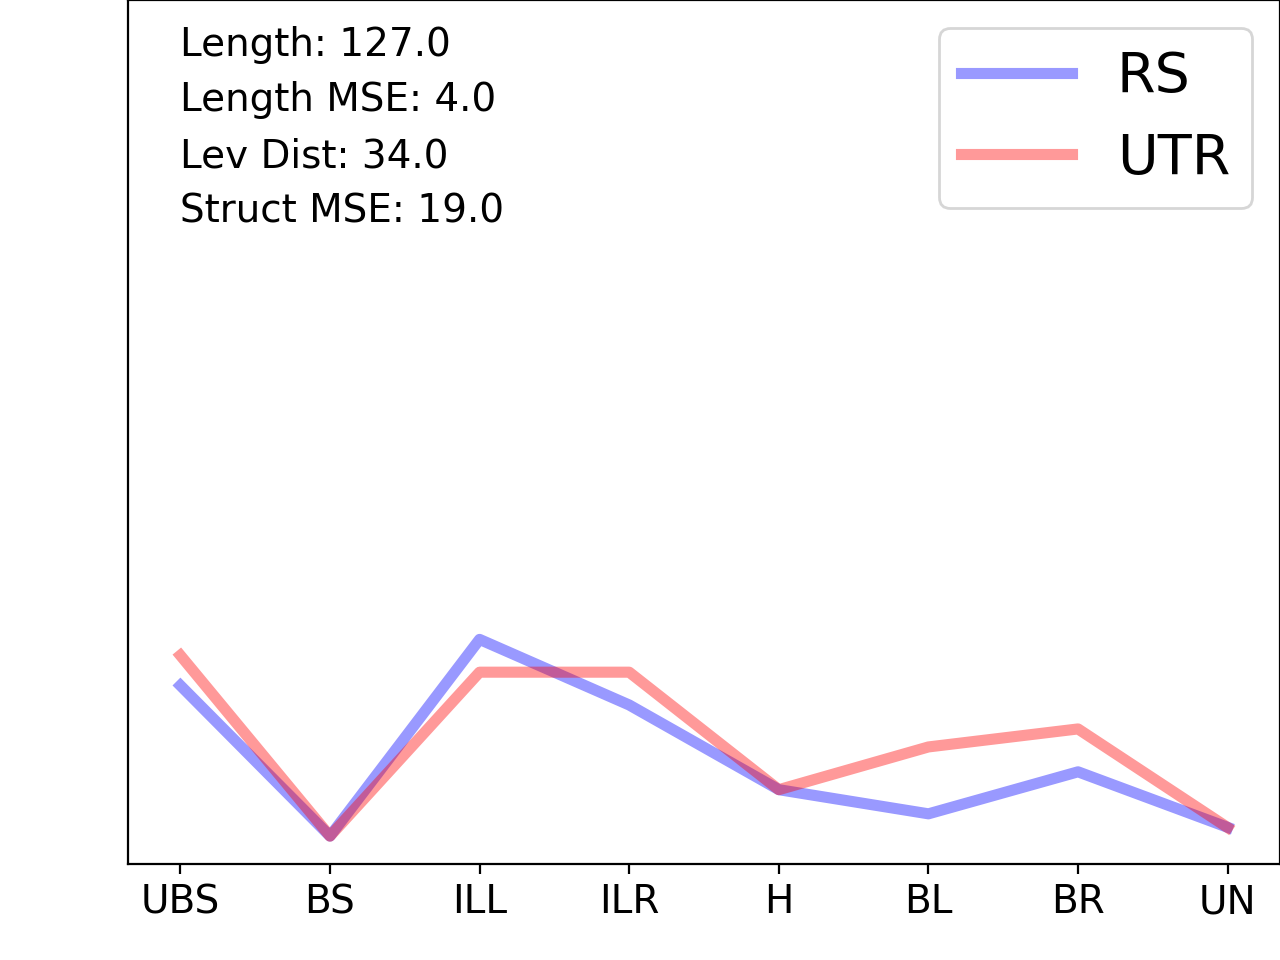 Length: 127.0
Length MSE: 4.0
Lev Dist: 34.0
Struct MSE: 19.0
RS
UTR
UBS BS ILL ILR H BL BR UN